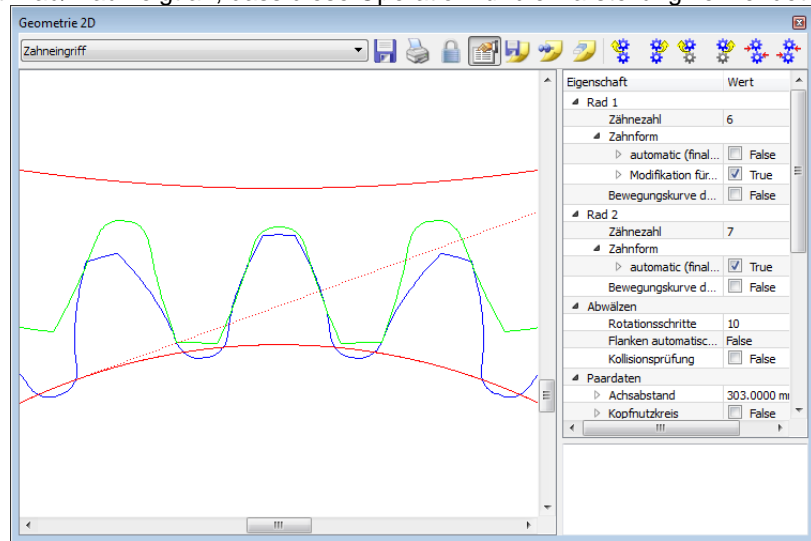 Geometrie 2D
Zahneingriff
Eigenschaft Wert
Rad 1
Zähnezahl 6
Zahnform
automatic (final... False
Modifikation für... True
Bewegungskurve d... False
Rad 2
Zähnezahl 7
Zahnform
automatic (final... True
Bewegungskurve d... False
Abwälzen
Rotationsschritte 10
Flanken automatisc... False
Kollisionsprüfung False
Paardaten
Achsabstand 303.0000 m
Kopfnutzkreis False